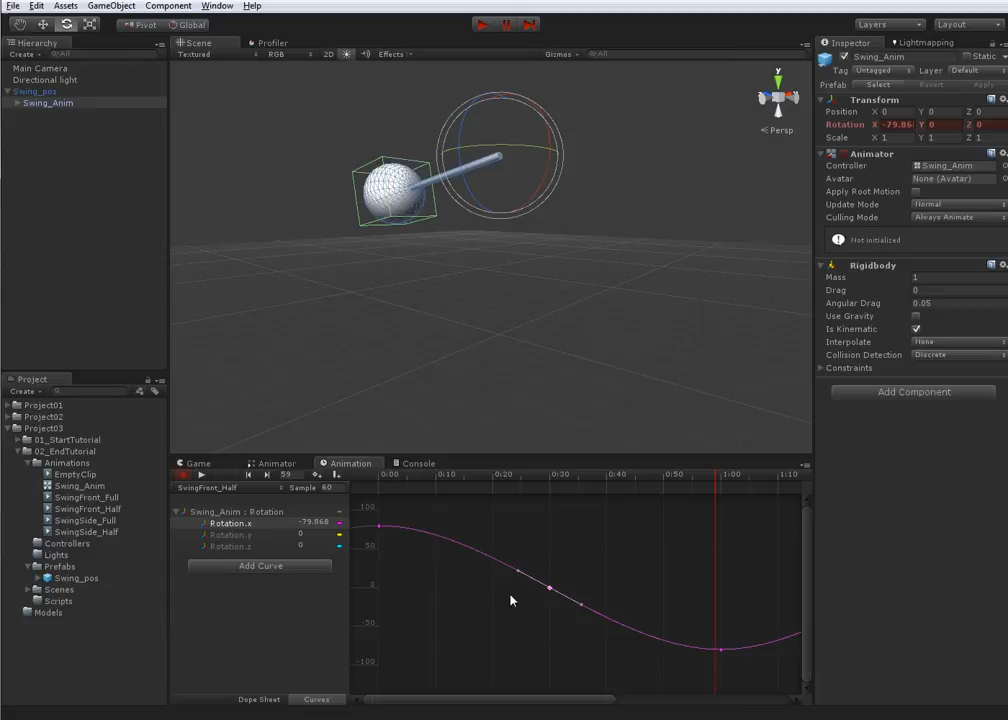 File Edit Assets GameObject Component Window Help
Pivot Global Layers Layout
Hierarchy
Create All
Main Camera
Directional light
Swing_pos
Swing_Anim
Scene Profiler
Textured RGB 2D Effects Gizmos All
y
Persp
Inspector Lightmapping
Swing_Anim Static
Tag Untagged Layer Default
Prefab Select Revert Apply
Transform
Position X 0 Y 0 Z 0
Rotation X -79.86 Y 0 Z 0
Scale X 1 Y 1 Z 1
Animator
Controller Swing_Anim
Avatar None (Avatar)
Apply Root Motion
Update Mode Normal
Culling Mode Always Animate
Not initialized
Rigidbody
Mass 1
Drag 0
Angular Drag 0.05
Use Gravity
Is Kinematic
Interpolate None
Collision Detection Discrete
Constraints
Add Component
Project
Create
Project01
Project02
Project03
01_StartTutorial
02_EndTutorial
Animations
EmptyClip
Swing_Anim
SwingFront_Full
SwingFront_Half
SwingSide_Full
SwingSide_Half
Controllers
Lights
Prefabs
Swing_pos
Scenes
Scripts
Models
Game Animator Animation Console
59 0:00 0:10 0:20 0:30 0:40 0:50 1:00 1:10
SwingFront_Half Sample 60
Swing_Anim : Rotation
Rotation.x -79.868
Rotation.y 0
Rotation.z 0
Add Curve
100
50
0
-50
-100
Dope Sheet Curves